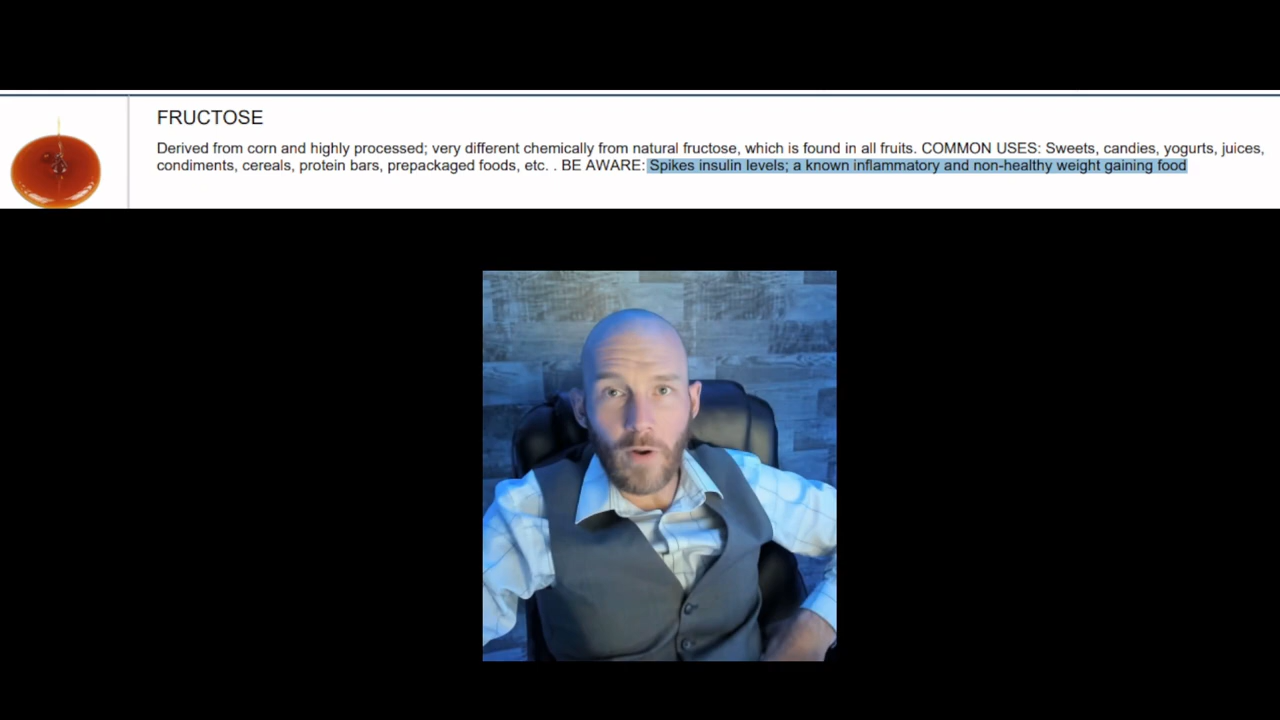 FRUCTOSE
Derived from corn and highly processed; very different chemically from natural fructose, which is found in all fruits. COMMON USES: Sweets, candies, yogurts, juices,
condiments, cereals, protein bars, prepackaged foods, etc. . BE AWARE: Spikes insulin levels; a known inflammatory and non-healthy weight gaining food